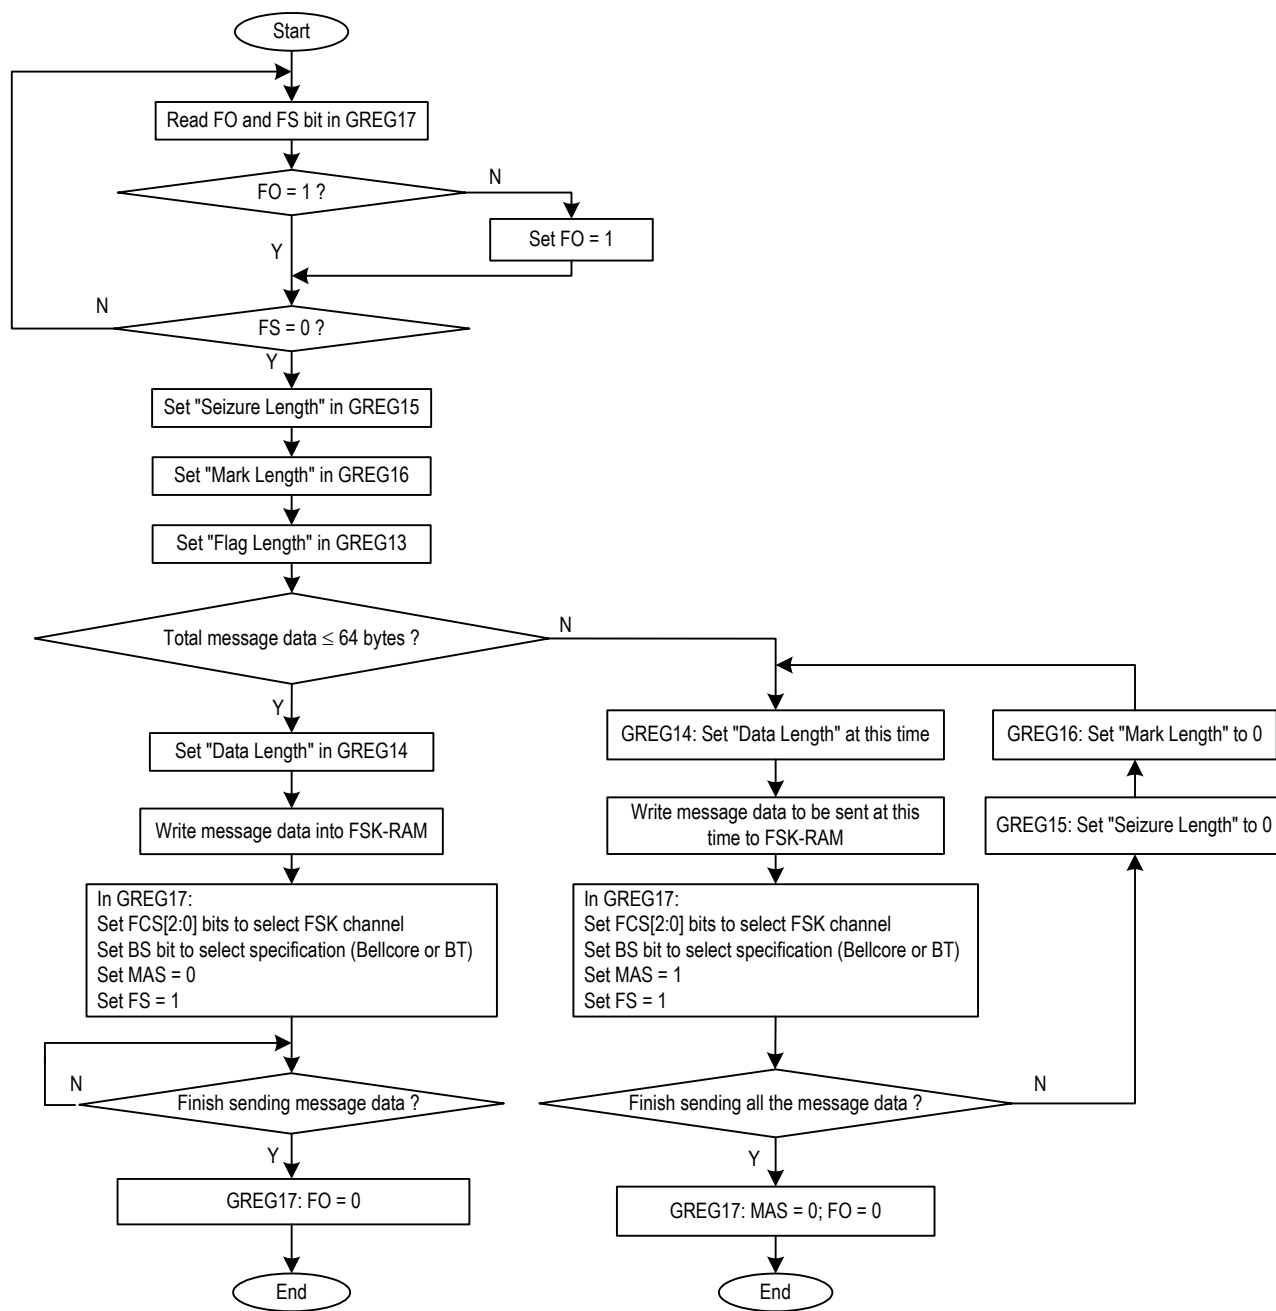 Start
Read FO and FS bit in GREG17
FO = 1 ?
N
Set FO = 1
Y
N
FS = 0 ?
Y
Set "Seizure Length" in GREG15
Set "Mark Length" in GREG16
Set "Flag Length" in GREG13
Total message data ≤ 64 bytes ?
N
Y
Set "Data Length" in GREG14
Write message data into FSK-RAM
In GREG17:
Set FCS[2:0] bits to select FSK channel
Set BS bit to select specification (Bellcore or BT)
Set MAS = 0
Set FS = 1
N
Finish sending message data ?
Y
GREG17: FO = 0
End
GREG14: Set "Data Length" at this time
Write message data to be sent at this
time to FSK-RAM
In GREG17:
Set FCS[2:0] bits to select FSK channel
Set BS bit to select specification (Bellcore or BT)
Set MAS = 1
Set FS = 1
Finish sending all the message data ?
N
GREG15: Set "Seizure Length" to 0
GREG16: Set "Mark Length" to 0
Y
GREG17: MAS = 0; FO = 0
End